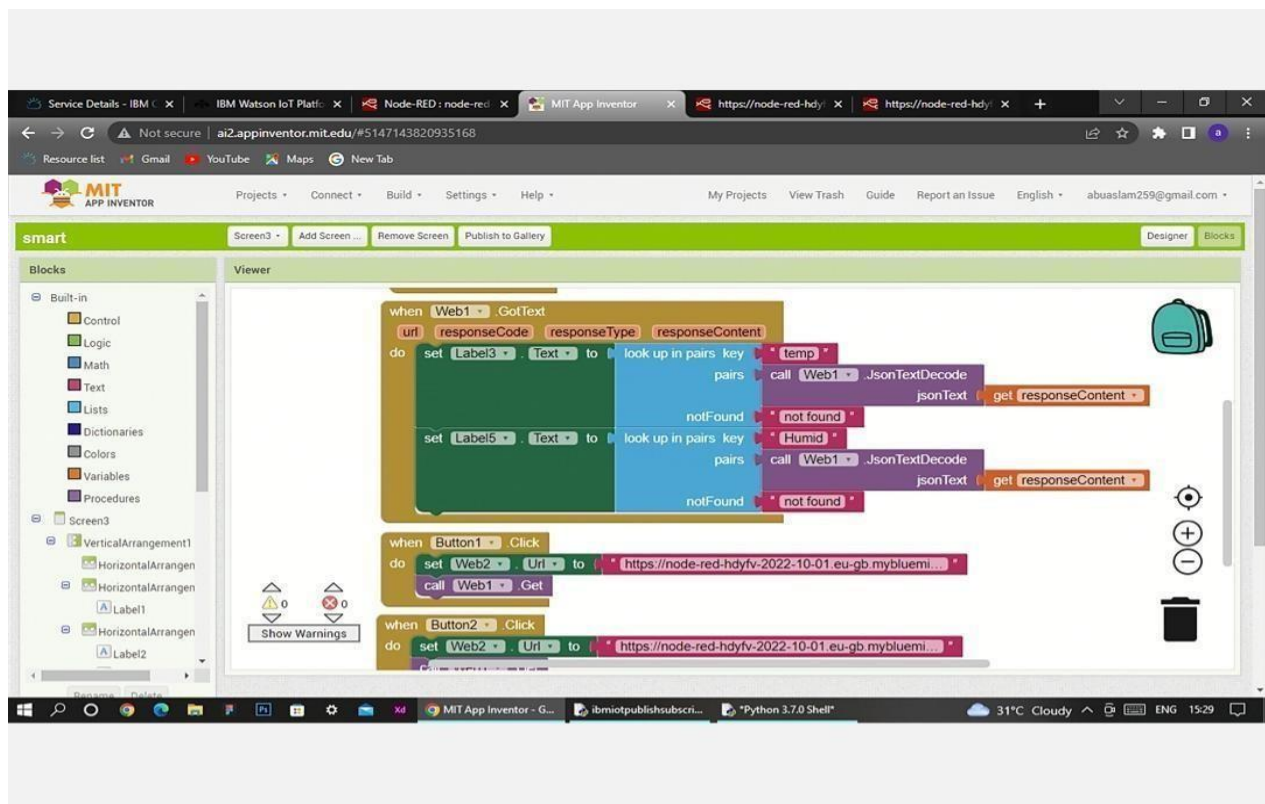 Service Details - IBM C
IBM Watson IoT Platfo
Node-RED : node-red
MIT App Inventor
https://node-red-hdy
https://node-red-hdy
Not secure | ai2.appinventor.mit.edu/#5147143820935168
a
Resource list Gmail YouTube Maps New Tab
MIT
APP INVENTOR
Projects Connect Build Settings Help My Projects View Trash Guide Report an Issue English abuaslam259@gmail.com
smart Screen3 Add Screen ... Remove Screen Publish to Gallery Designer Blocks
Blocks
Viewer
Built-in
Control
Logic
Math
Text
Lists
Dictionaries
Colors
Variables
Procedures
Screen3
VerticalArrangement1
HorizontalArrangen
HorizontalArrangen
Label1
HorizontalArrangen
Label2
Rename Delete
when Web1 .GotText
url responseCode responseType responseContent
do set Label3 . Text to look up in pairs key " temp "
pairs call Web1 .JsonTextDecode
jsonText get responseContent
notFound " not found "
set Label5 . Text to look up in pairs key " Humid "
pairs call Web1 .JsonTextDecode
jsonText get responseContent
notFound " not found "
when Button1 .Click
do set Web2 . Url to " https://node-red-hdyfv-2022-10-01.eu-gb.mybluemi... "
call Web1 .Get
when Button2 .Click
do set Web2 . Url to " https://node-red-hdyfv-2022-10-01.eu-gb.mybluemi... "
0 0
Show Warnings
Ps Xd MIT App Inventor - G... ibmiotpublishsubscri... *Python 3.7.0 Shell* 31°C Cloudy ENG 15:29